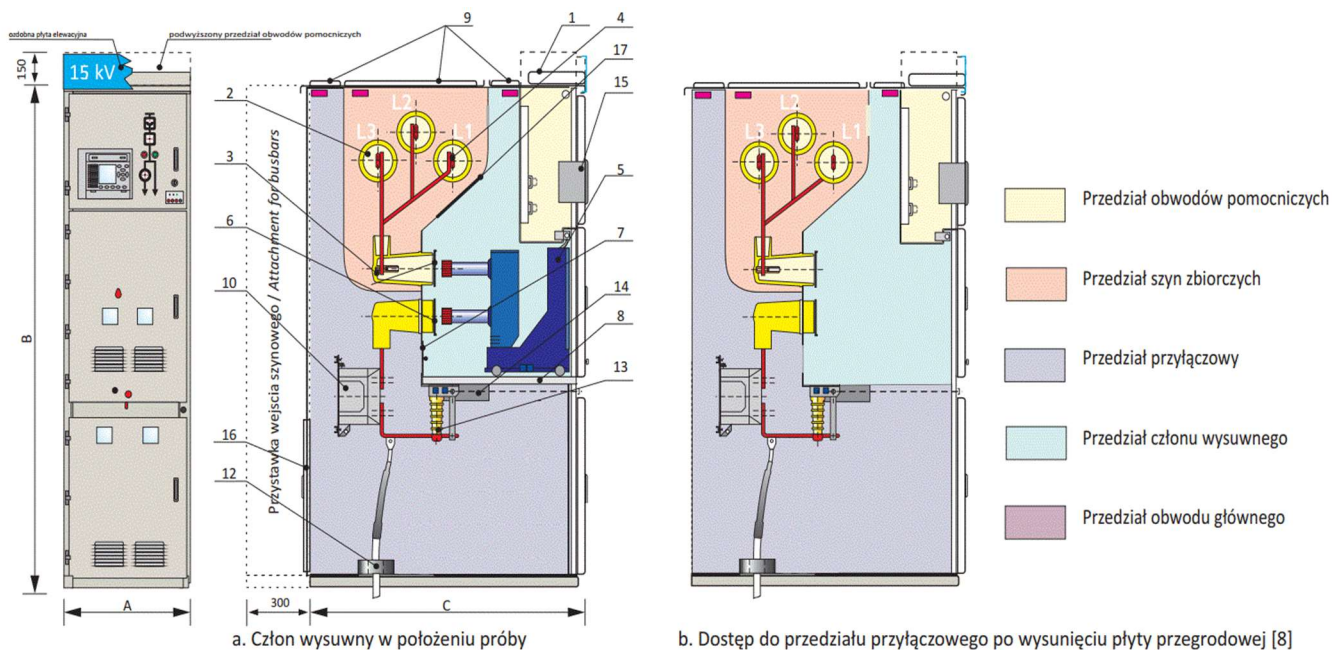 ozdobna płyta elewacyjna
podwyższony przedział obwodów pomocniczych
150
15 kV
B
A
9
1
4
17
15
2
3
5
6
7
10
14
8
13
16
12
L2
L3
L1
Przystawka wejścia szynowego / Attachment for busbars
300
C
a. Człon wysuwny w położeniu próby
L2
L3
L1
b. Dostęp do przedziału przyłączowego po wysunięciu płyty przegrodowej [8]
Przedział obwodów pomocniczych
Przedział szyn zbiorczych
Przedział przyłączowy
Przedział członu wysuwnego
Przedział obwodu głównego